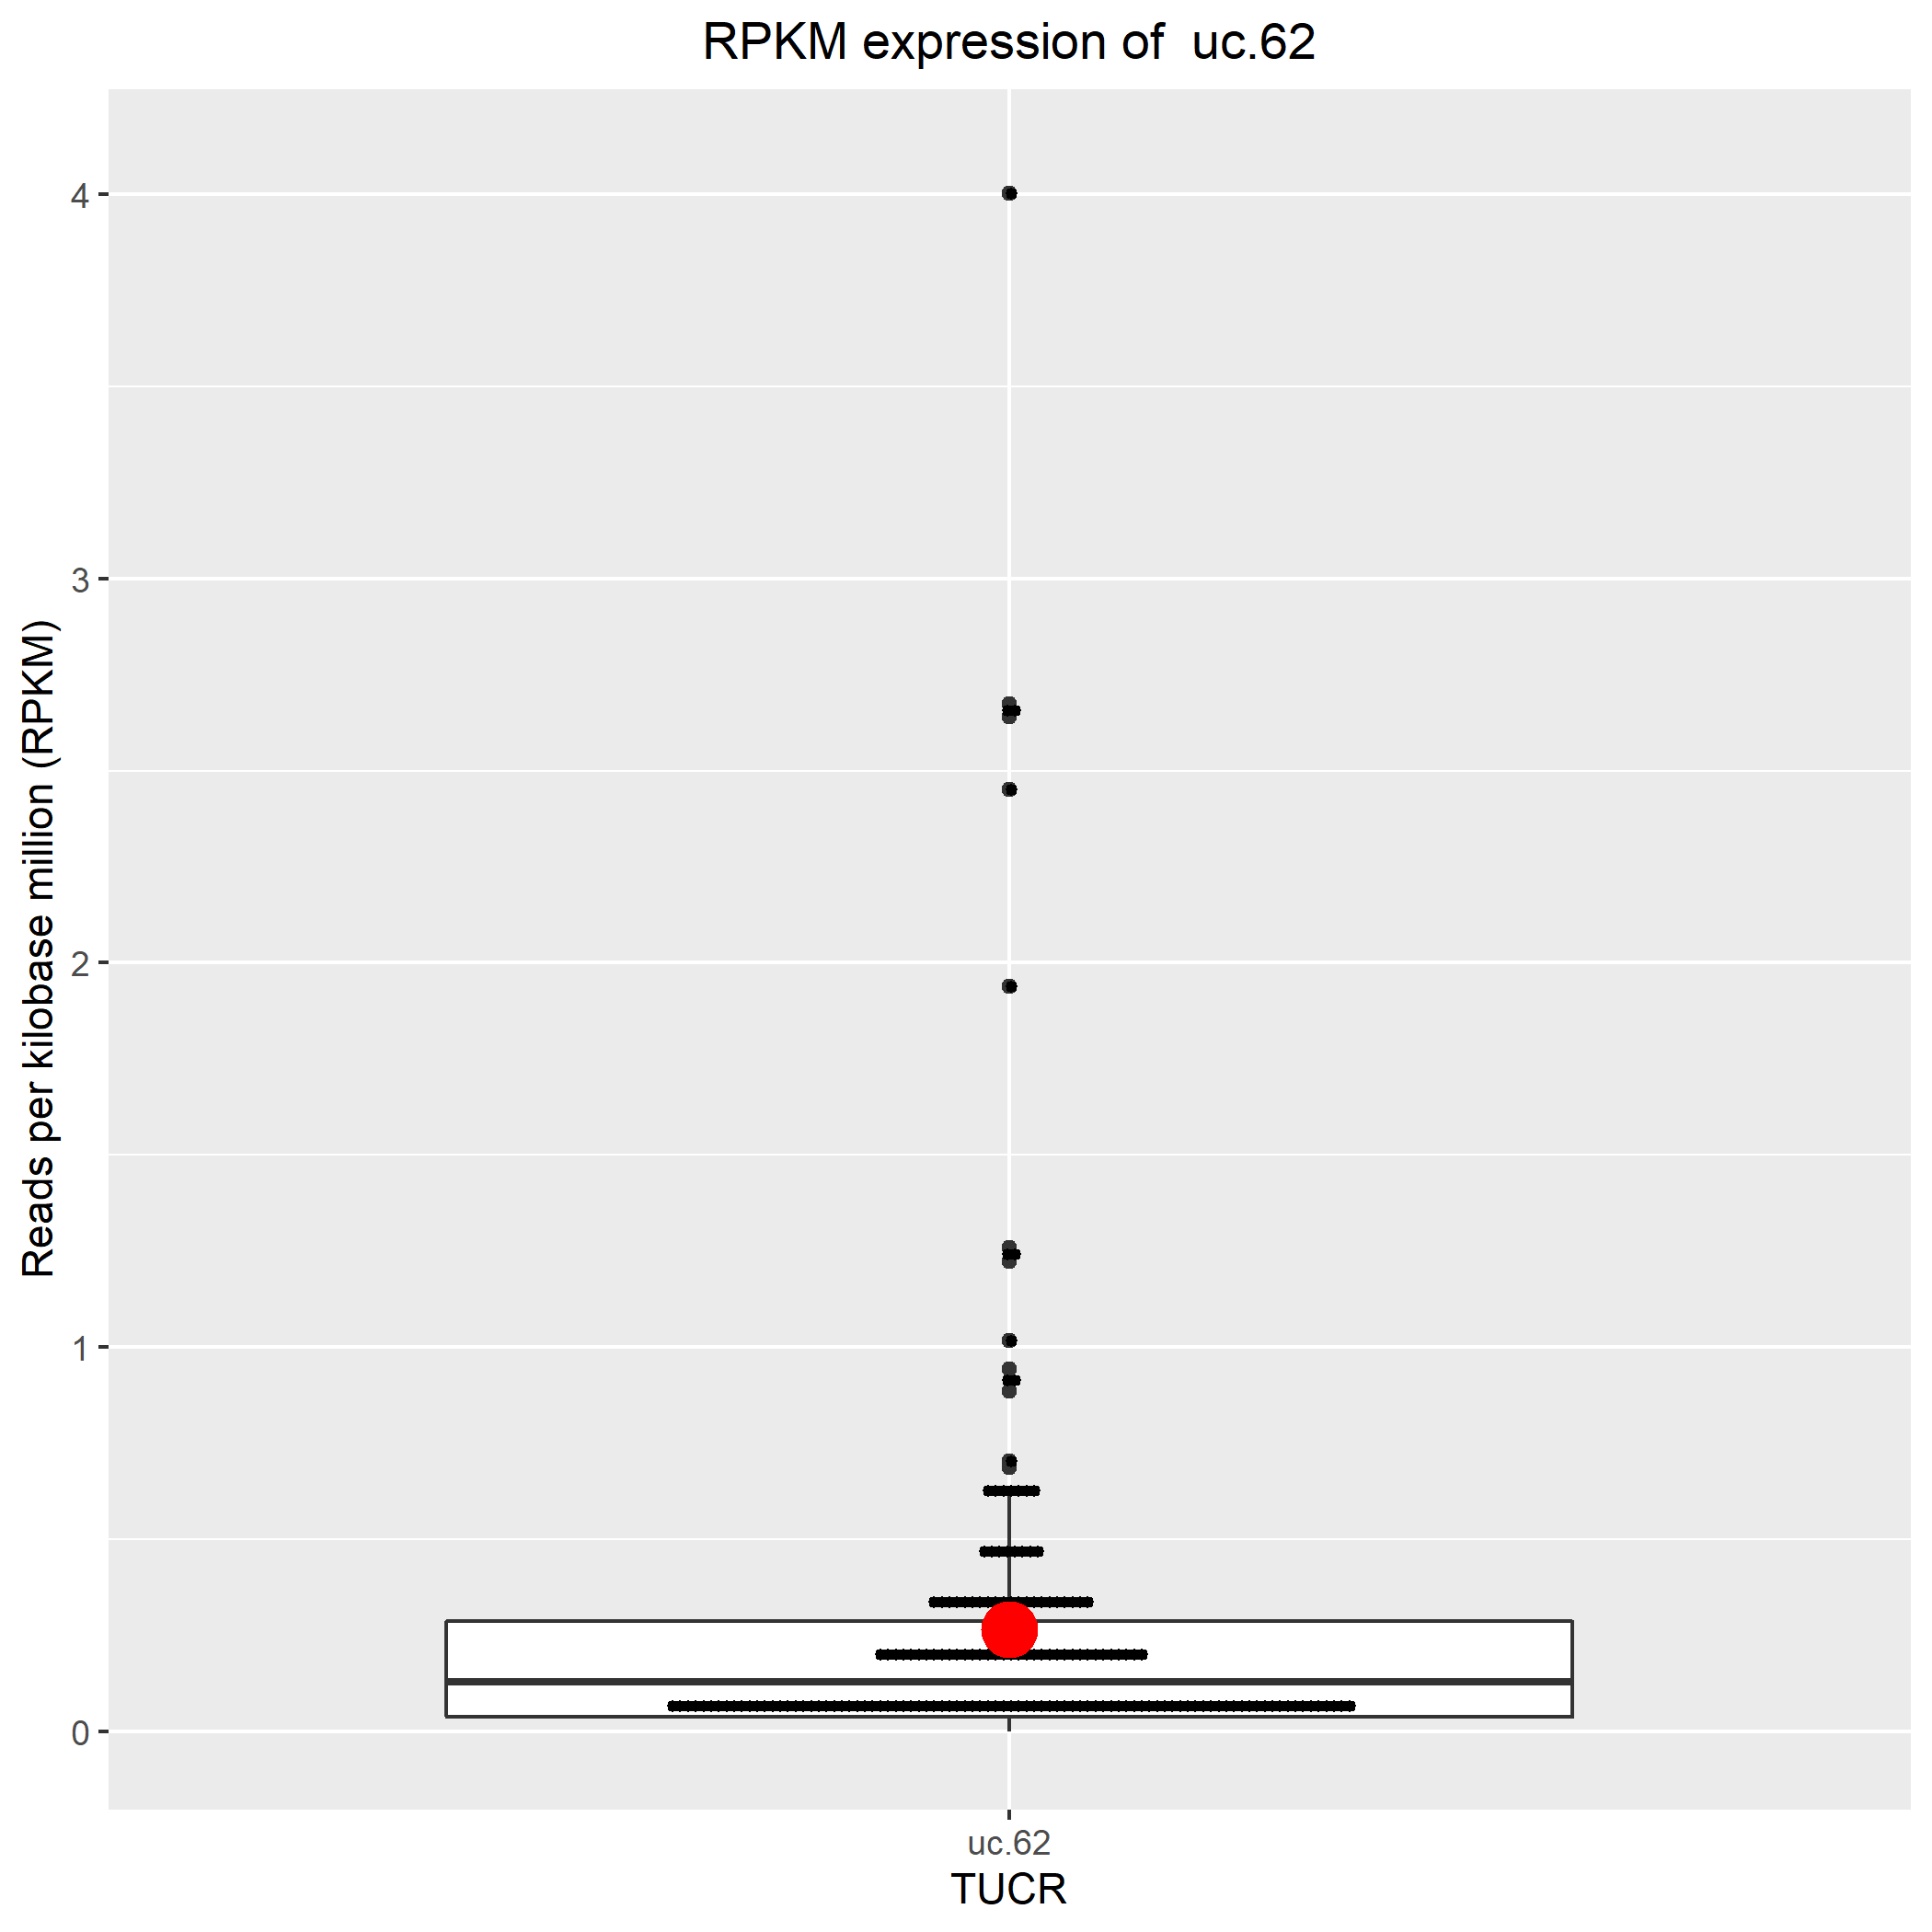 RPKM expression of  uc.62
Reads per kilobase million (RPKM)
4
3
2
1
0
uc.62
TUCR